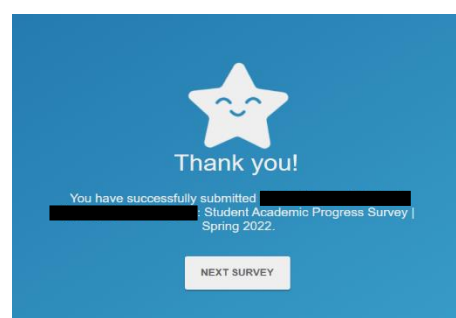 Thank you!
You have successfully submitted
: Student Academic Progress Survey |
Spring 2022.
NEXT SURVEY